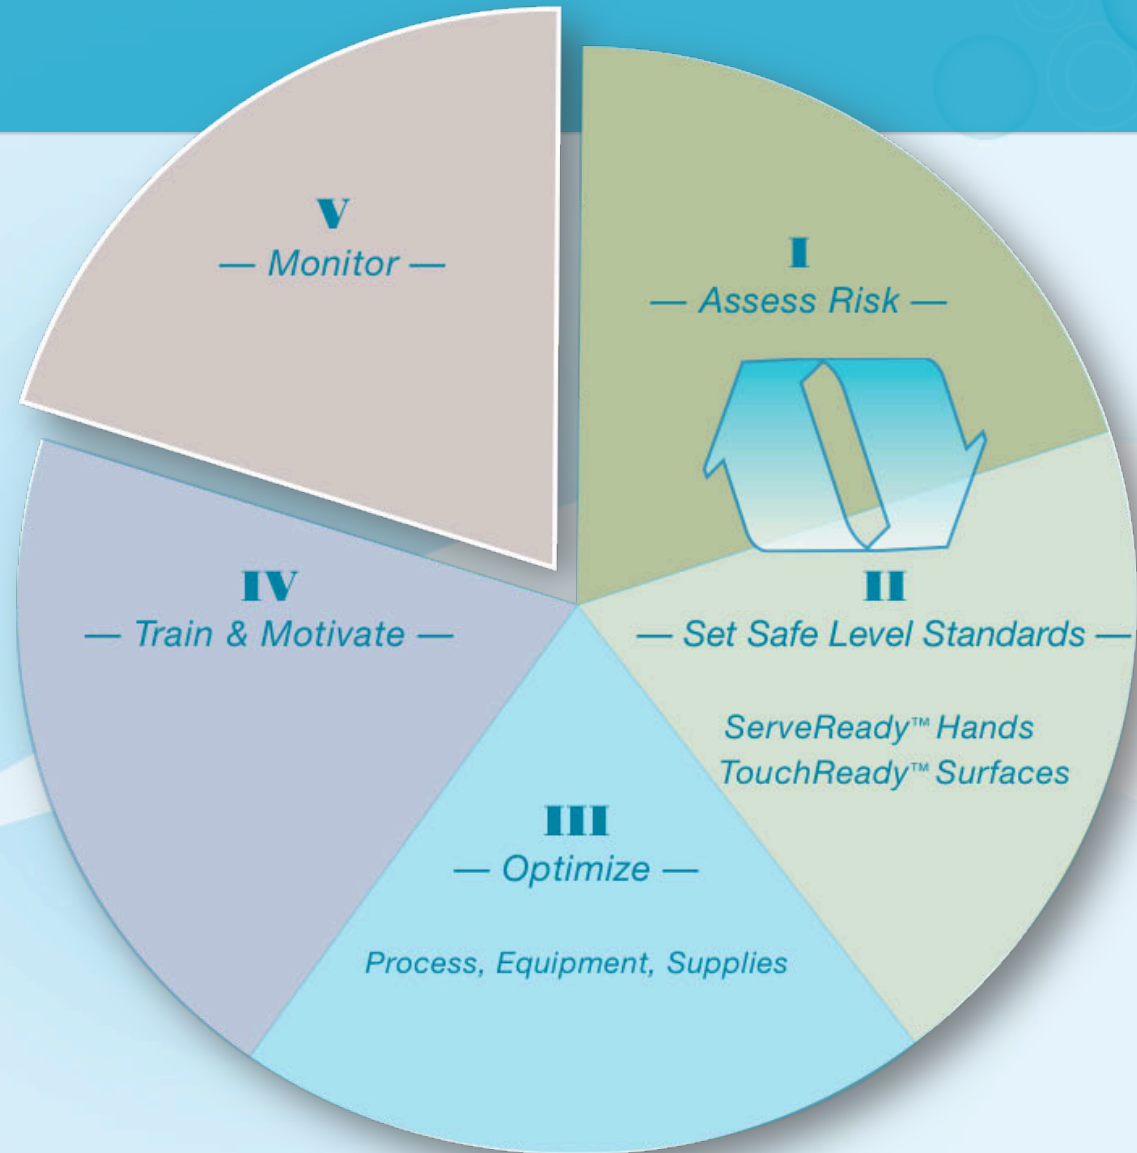 V
— Monitor —
I
— Assess Risk —
IV
— Train & Motivate —
II
— Set Safe Level Standards —
ServeReady™ Hands
TouchReady™ Surfaces
III
— Optimize —
Process, Equipment, Supplies